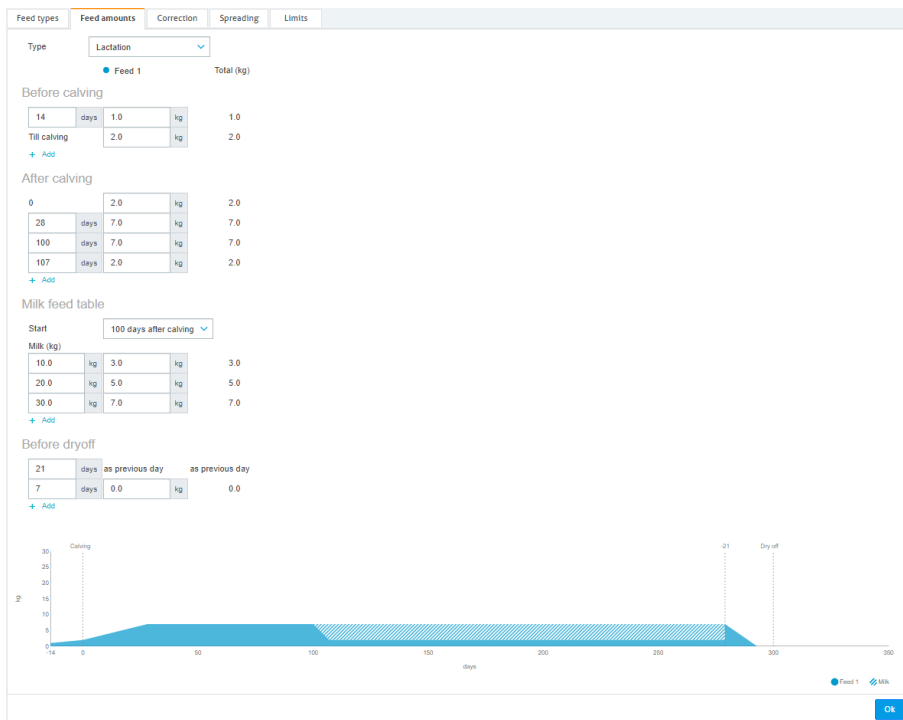 Feed types Feed amounts Correction Spreading Limits
Type Lactation
Feed 1 Total (kg)
Before calving
14 days 1.0 kg 1.0
Till calving 2.0 kg 2.0
+ Add
After calving
0 2.0 kg 2.0
28 days 7.0 kg 7.0
100 days 7.0 kg 7.0
107 days 2.0 kg 2.0
+ Add
Milk feed table
Start 100 days after calving
Milk (kg)
10.0 kg 3.0 kg 3.0
20.0 kg 5.0 kg 5.0
30.0 kg 7.0 kg 7.0
+ Add
Before dryoff
21 days as previous day as previous day
7 days 0.0 kg 0.0
+ Add
Calving -21 Dry off
30
25
20
15
kg
10
5
0
-14 0 50 100 150 200 250 300 350
days
Feed 1 Milk
Ok